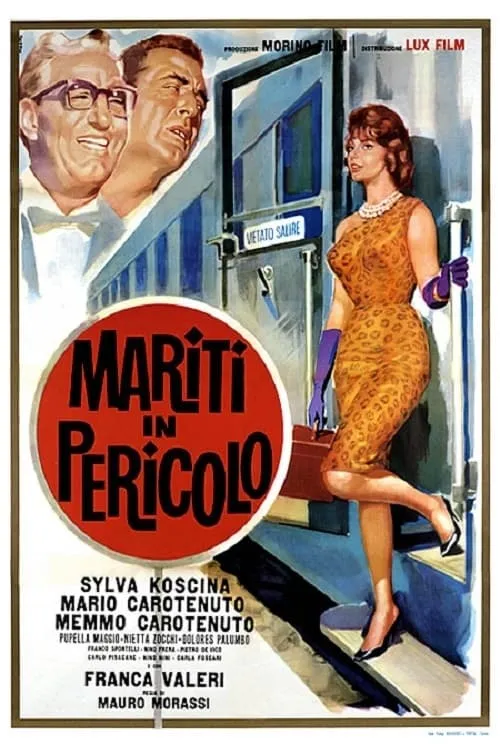 PRODUZIONE MORINO FILM DISTRIBUZIONE LUX FILM
VIETATO SALIRE
MARITI
IN
PERICOLO
SYLVA KOSCINA
MARIO CAROTENUTO
MEMMO CAROTENUTO
PUPELLA MAGGIO - NIETTA ZOCCHI - DOLORES PALUMBO
FRANCO SPORTELLI - NINO PRERA - PIETRO DE VICO
CARLO PISACANE - NINO NINI - CARLA FOSCARI
E CON
FRANCA VALERI
REGIA DI
MAURO MORASSI